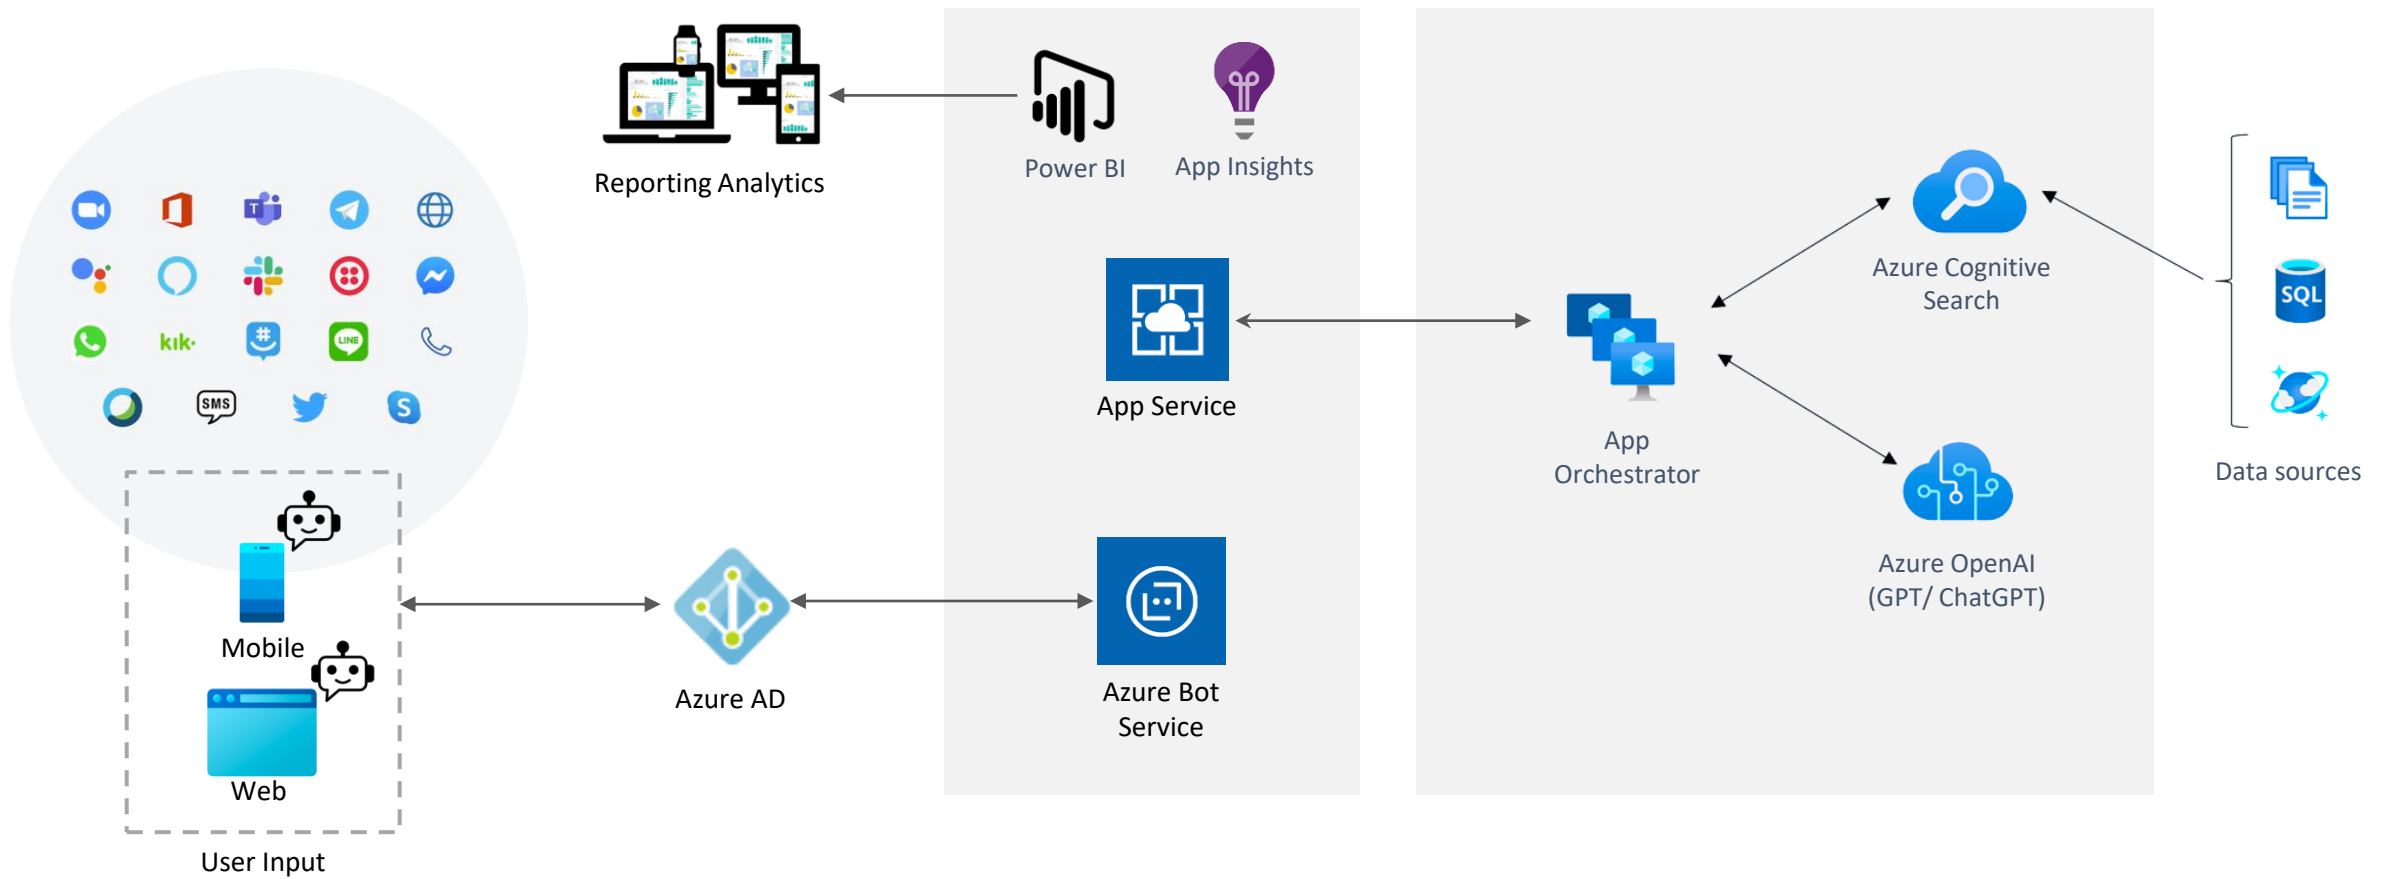 Reporting Analytics
Power BI
App Insights
T
kik
#
LINE
SMS
S
App Service
App
Orchestrator
Azure Cognitive
Search
SQL
Data sources
Azure OpenAI
(GPT/ ChatGPT)
Mobile
Web
User Input
Azure AD
Azure Bot
Service